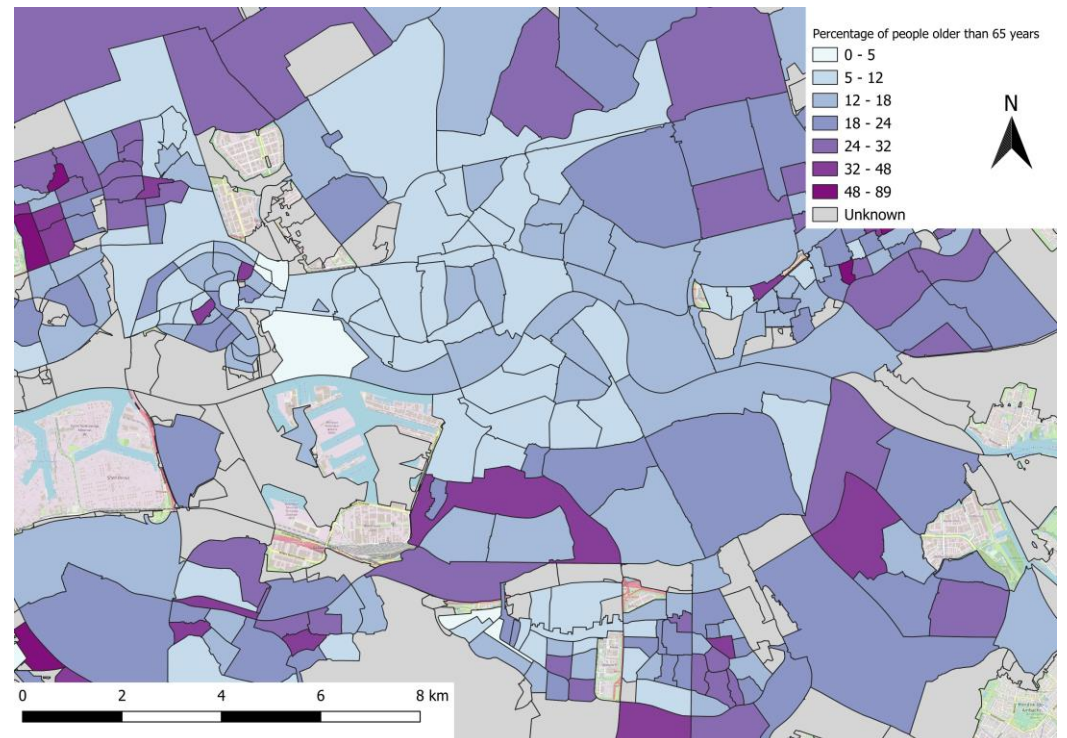 Percentage of people older than 65 years
0 - 5
5 - 12
12 - 18
18 - 24
24 - 32
32 - 48
48 - 89
Unknown
N
0 2 4 6 8 km